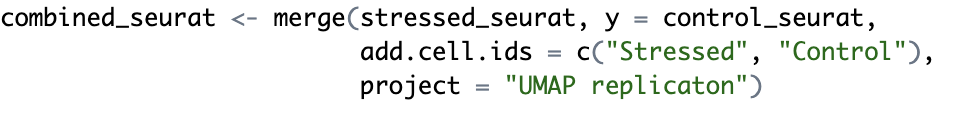 combined_seurat <- merge(stressed_seurat, y = control_seurat,
add.cell.ids = c("Stressed", "Control"),
project = "UMAP replicaton")